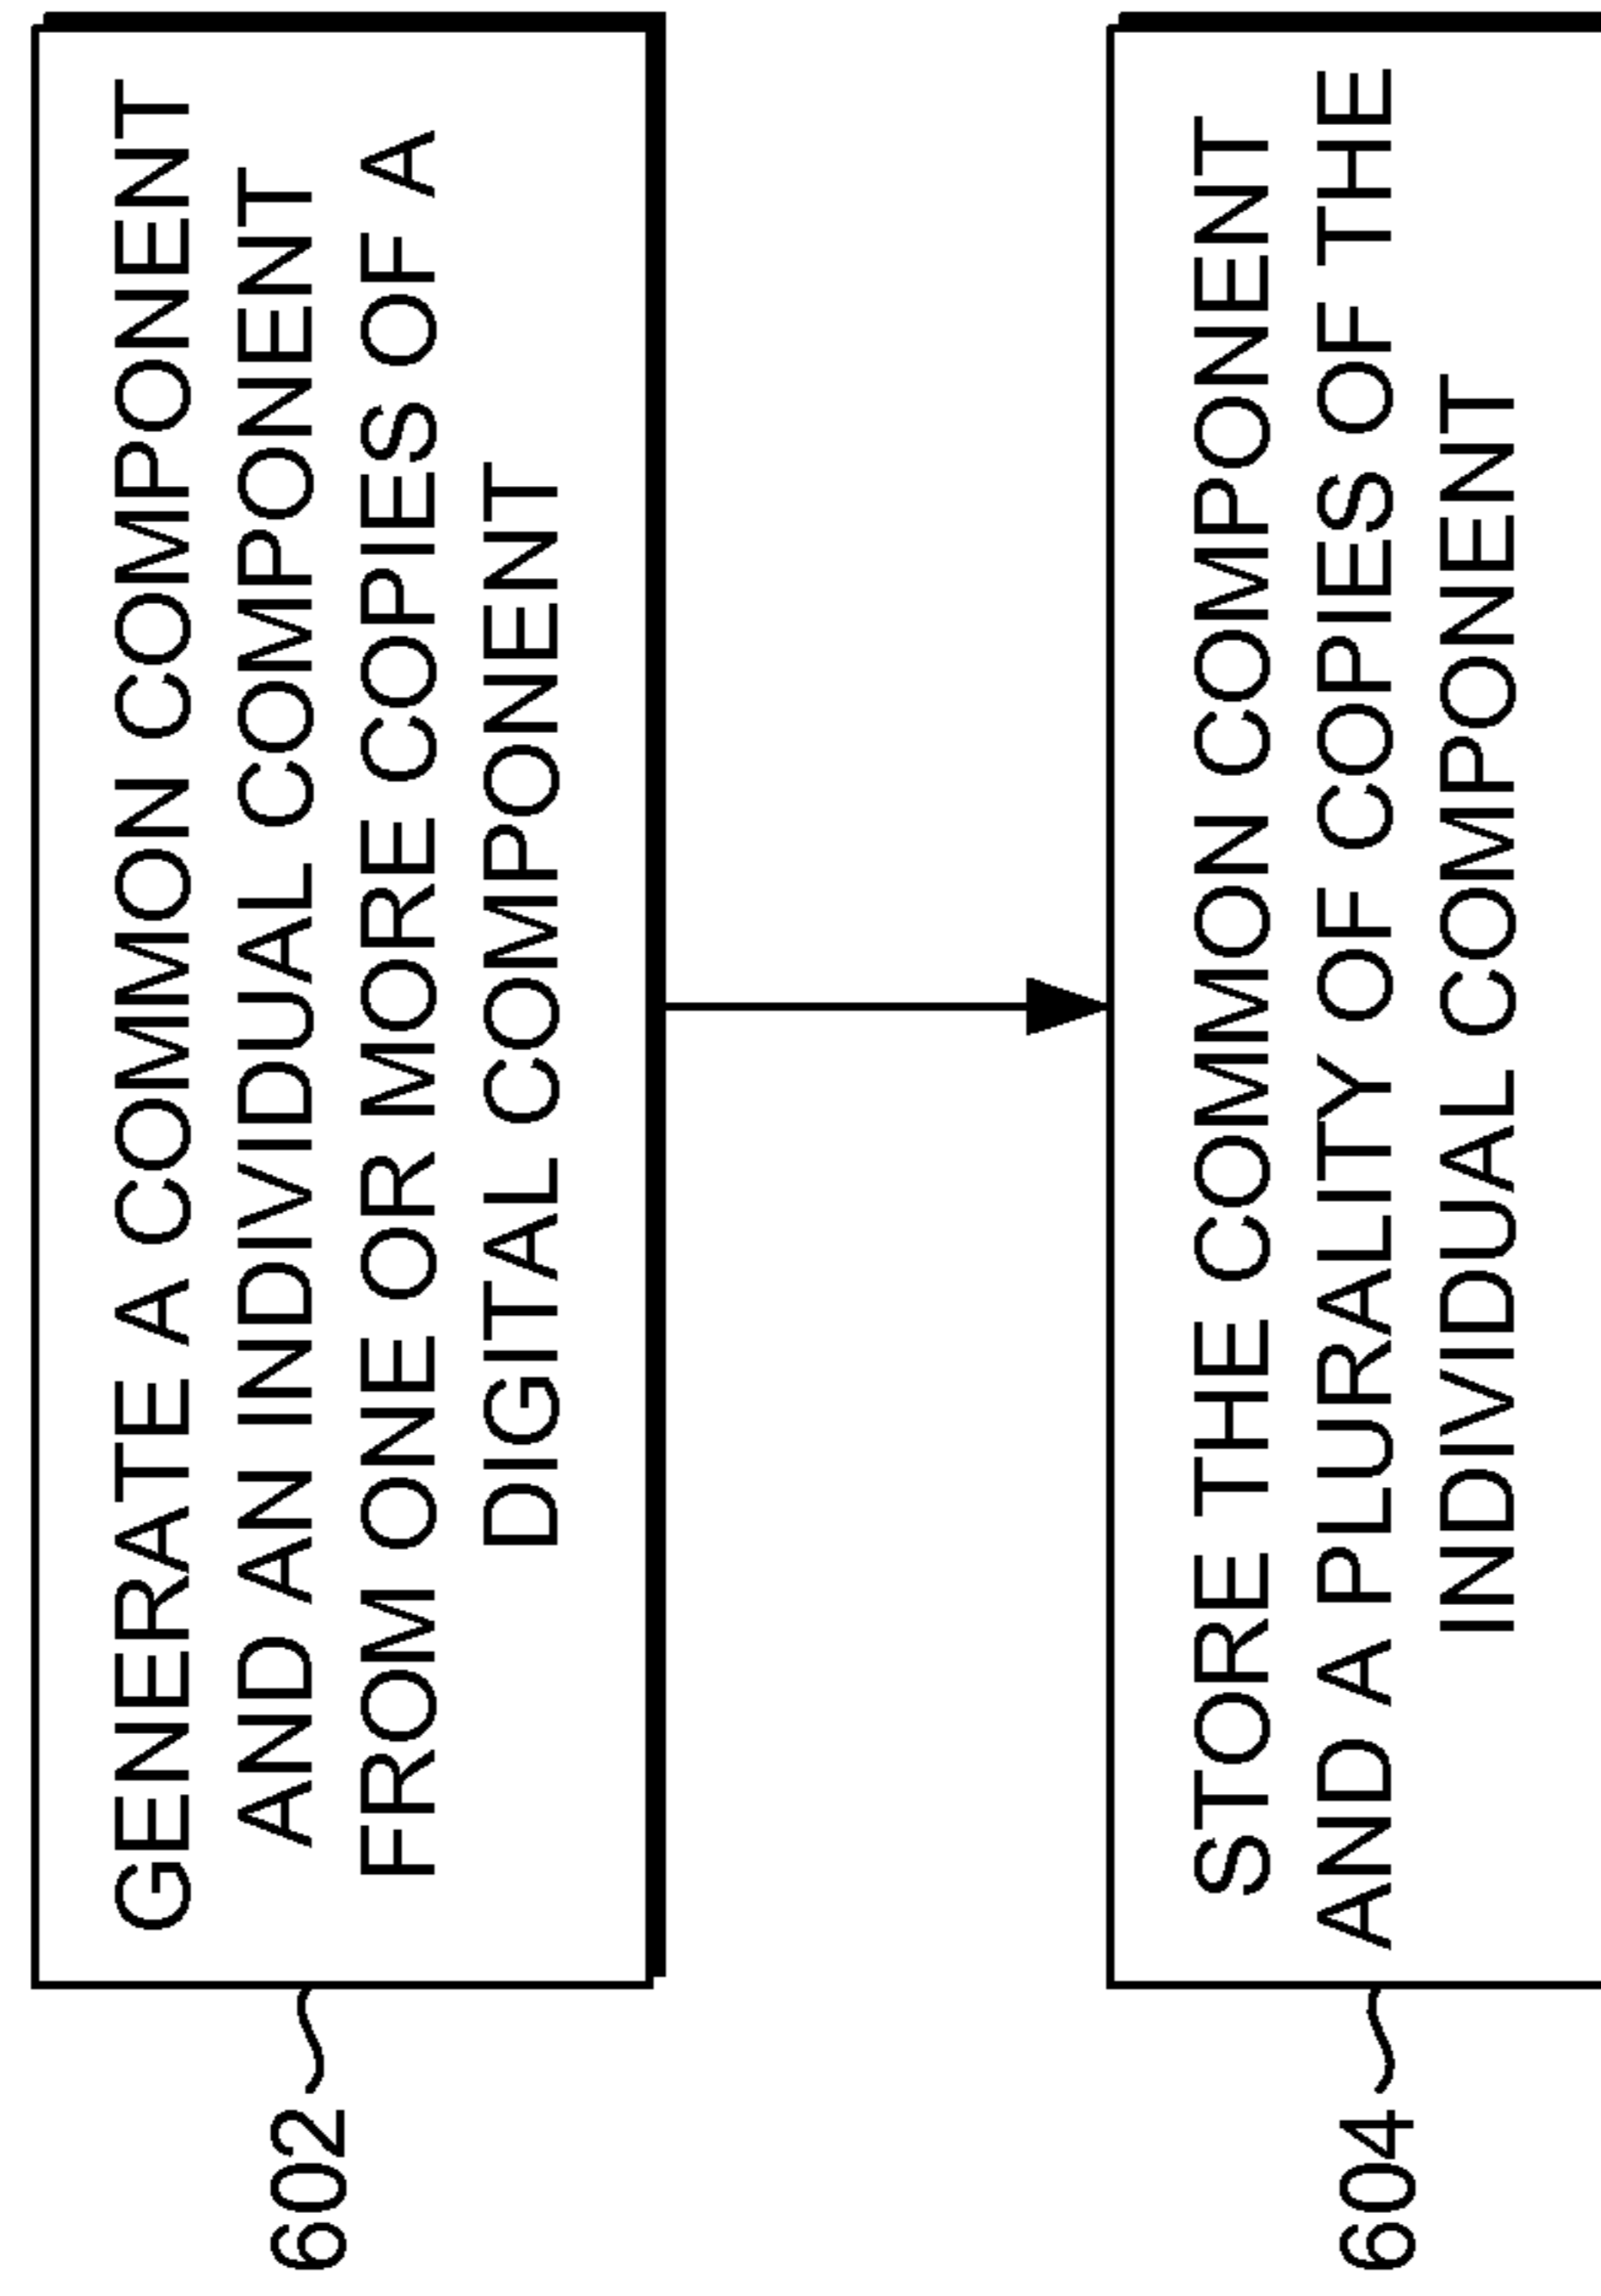 602
GENERATE A COMMON COMPONENT
AND AN INDIVIDUAL COMPONENT
FROM ONE OR MORE COPIES OF A
DIGITAL COMPONENT
604
STORE THE COMMON COMPONENT
AND A PLURALITY OF COPIES OF THE
INDIVIDUAL COMPONENT